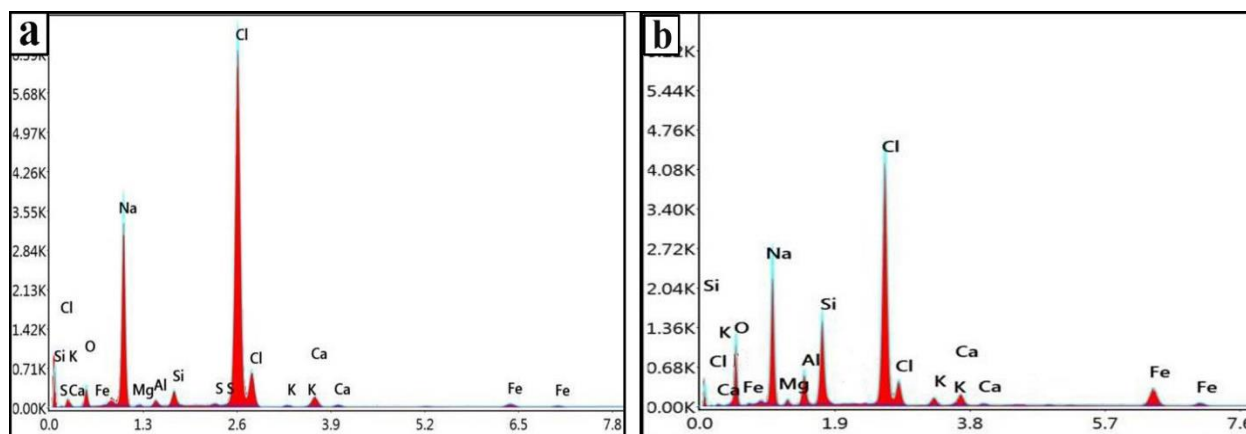 a
Cl
5.68K
4.97K
4.26K
3.55K
Na
2.84K
2.13K
Cl
1.42K
O
Ca
0.71K
Si K
Cl
S Ca Fe Mg Al Si S S K K Ca Fe Fe
0.00K
0.0 1.3 2.6 3.9 5.2 6.5 7.8
b
5.44K
4.76K
Cl
4.08K
3.40K
2.72K
Na
2.04K
Si
Si
1.36K
K O
Ca
0.68K
Cl Al Cl Fe
Ca Fe Mg K K Ca Fe
0.00K
0.0 1.9 3.8 5.7 7.6